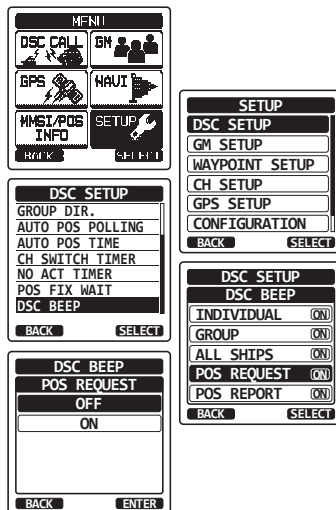 MENU
DSC CALL GM
GPS NAVI
MMSI/POS INFO SETUP
BACK SELECT
SETUP
DSC SETUP
GM SETUP
WAYPOINT SETUP
CH SETUP
GPS SETUP
CONFIGURATION
BACK SELECT
DSC SETUP
GROUP DIR.
AUTO POS POLLING
AUTO POS TIME
CH SWITCH TIMER
NO ACT TIMER
POS FIX WAIT
DSC BEEP
BACK SELECT
DSC SETUP
DSC BEEP
INDIVIDUAL ON
GROUP ON
ALL SHIPS ON
POS REQUEST ON
POS REPORT ON
BACK SELECT
DSC BEEP
POS REQUEST
OFF
ON
BACK ENTER